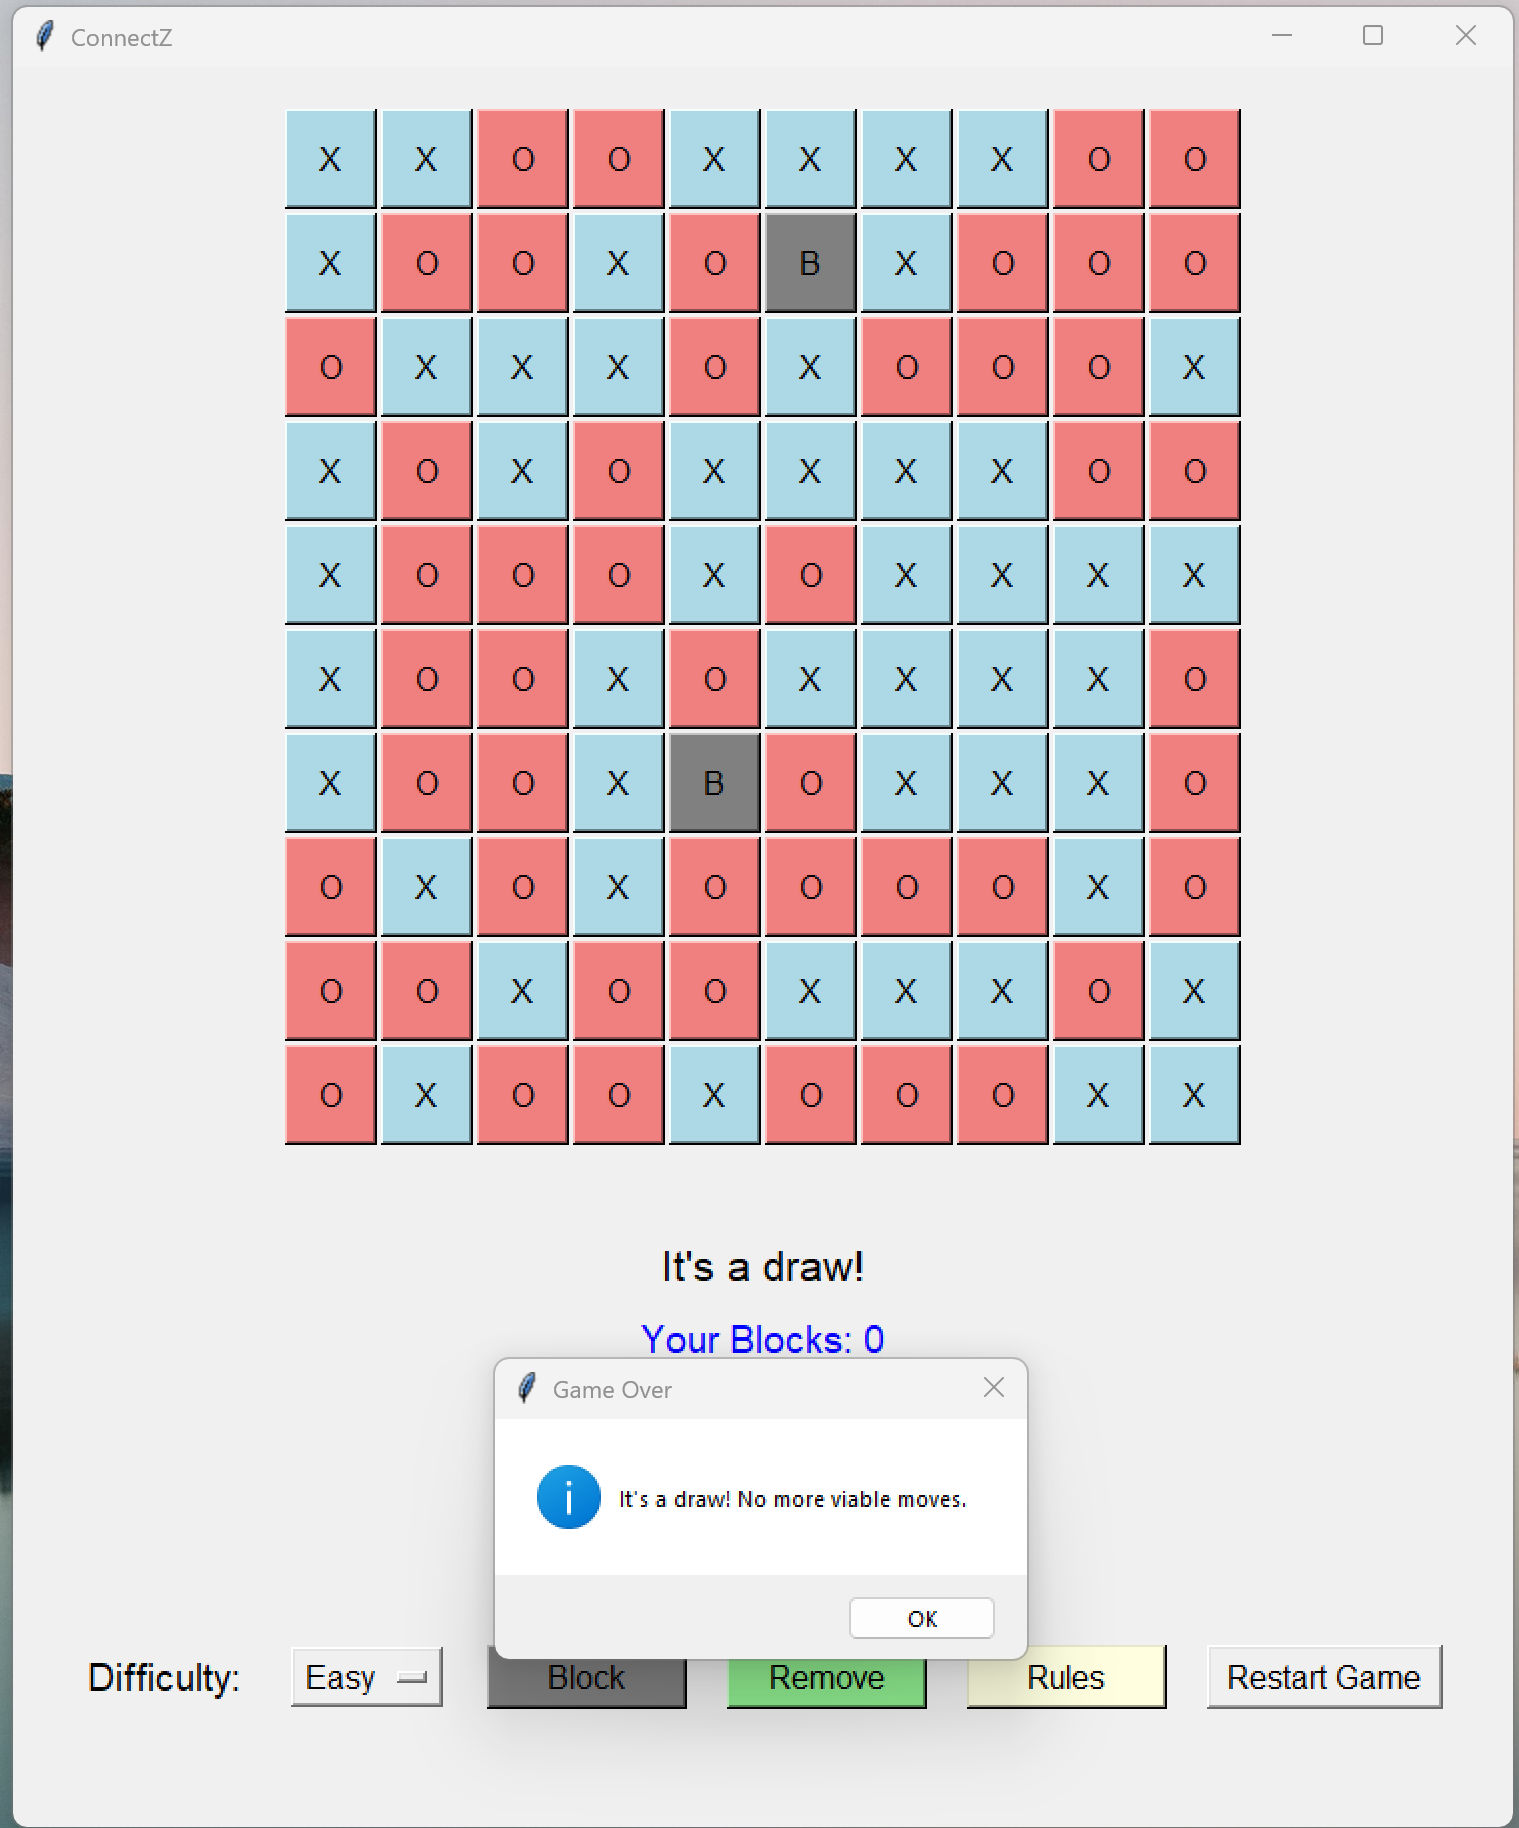 ConnectZ
X X O O X X X X O O
X O O X O B X O O O
O X X X O X O O O X
X O X O X X X X O O
X O O O X O X X X X
X O O X O X X X X O
X O O X B O X X X O
O X O X O O O O X O
O O X O O X X X O X
O X O O X O O O X X
It's a draw!
Your Blocks: 0
Game Over
i
It's a draw! No more viable moves.
OK
Difficulty: Easy Block Remove Rules Restart Game